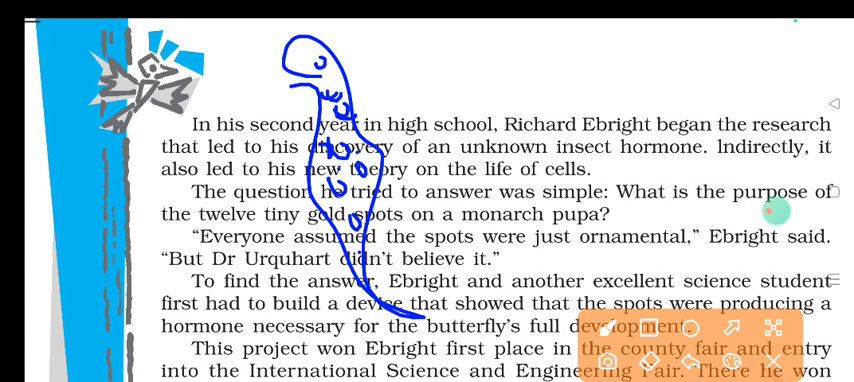 In his second year in high school, Richard Ebright began the research
that led to his discovery of an unknown insect hormone. Indirectly, it
also led to his new theory on the life of cells.
The question he tried to answer was simple: What is the purpose of
the twelve tiny gold spots on a monarch pupa?
“Everyone assumed the spots were just ornamental,” Ebright said.
“But Dr Urquhart didn’t believe it.”
To find the answer, Ebright and another excellent science student
first had to build a device that showed that the spots were producing a
hormone necessary for the butterfly’s full development.
This project won Ebright first place in the county fair and entry
into the International Science and Engineering Fair. There he won